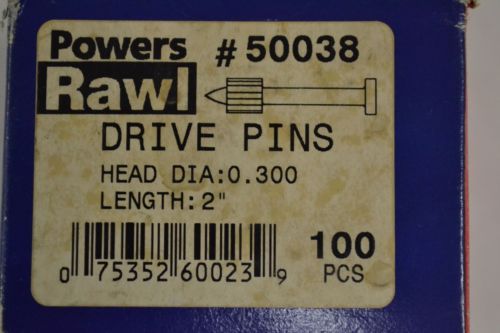 Powers # 50038
Rawl
DRIVE PINS
HEAD DIA:0.300
LENGTH:2"
0 75352 60023 9
100
PCS